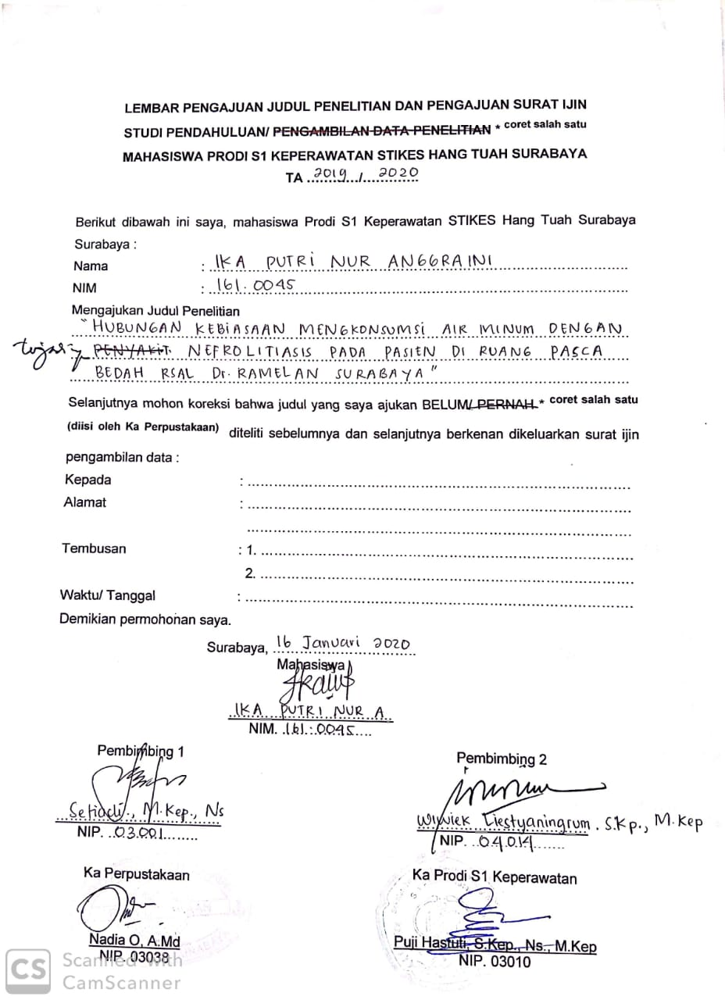 LEMBAR PENGAJUAN JUDUL PENELITIAN DAN PENGAJUAN SURAT IJIN
STUDI PENDAHULUAN/ PENGAMBILAN DATA PENELITIAN * coret salah satu
MAHASISWA PRODI S1 KEPERAWATAN STIKES HANG TUAH SURABAYA
TA 2019 / 2020
Berikut dibawah ini saya, mahasiswa Prodi S1 Keperawatan STIKES Hang Tuah Surabaya
Surabaya :
Nama : IKA PUTRI NUR ANGGRAINI
NIM : 161.0045
Mengajukan Judul Penelitian
"HUBUNGAN KEBIASAAN MENGKONSUMSI AIR MINUM DENGAN
PENYAKIT NEFROLITIASIS PADA PASIEN DI RUANG PASCA
BEDAH RSAL Dr. RAMELAN SURABAYA"
Selanjutnya mohon koreksi bahwa judul yang saya ajukan BELUM/ PERNAH * coret salah satu
(diisi oleh Ka Perpustakaan) diteliti sebelumnya dan selanjutnya berkenan dikeluarkan surat ijin
pengambilan data :
Kepada :
Alamat :
Tembusan : 1.
2.
Waktu/ Tanggal :
Demikian permohonan saya.
Surabaya, 16 Januari 2020
Mahasiswa
IKA PUTRI NUR A.
NIM. 161.0045
Pembimbing 1
Setiadi., M.Kep., Ns
NIP. 03.001
Pembimbing 2
Wiwiek Liestyaningrum. S.Kp., M.Kep
NIP. 04.014
Ka Perpustakaan
Nadia O, A.Md
NIP. 03038
Ka Prodi S1 Keperawatan
Puji Hastuti, S.Kep., Ns., M.Kep
NIP. 03010
CS Scanned with
CamScanner